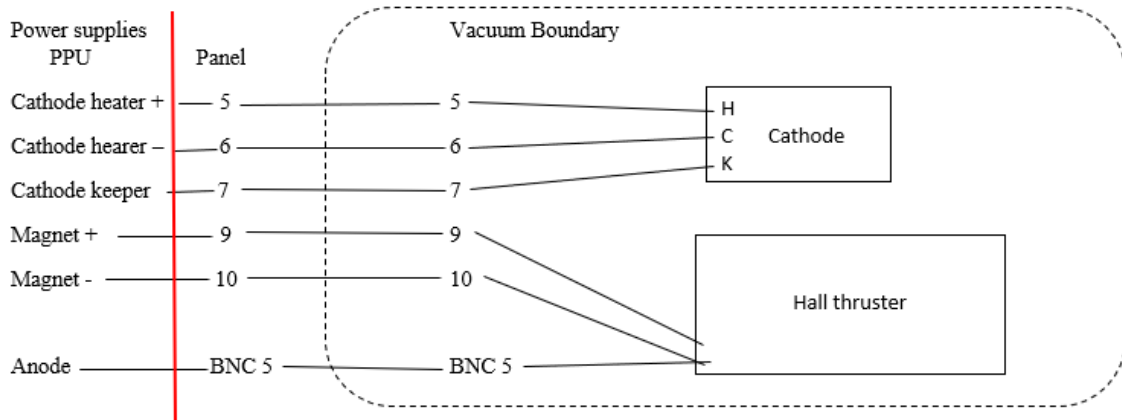 Power supplies
PPU
Panel
Vacuum Boundary
Cathode heater + 5 5 H
Cathode hearer – 6 6 C
Cathode
Cathode keeper 7 7 K
Magnet + 9 9
Magnet - 10 10
Hall thruster
Anode BNC 5 BNC 5